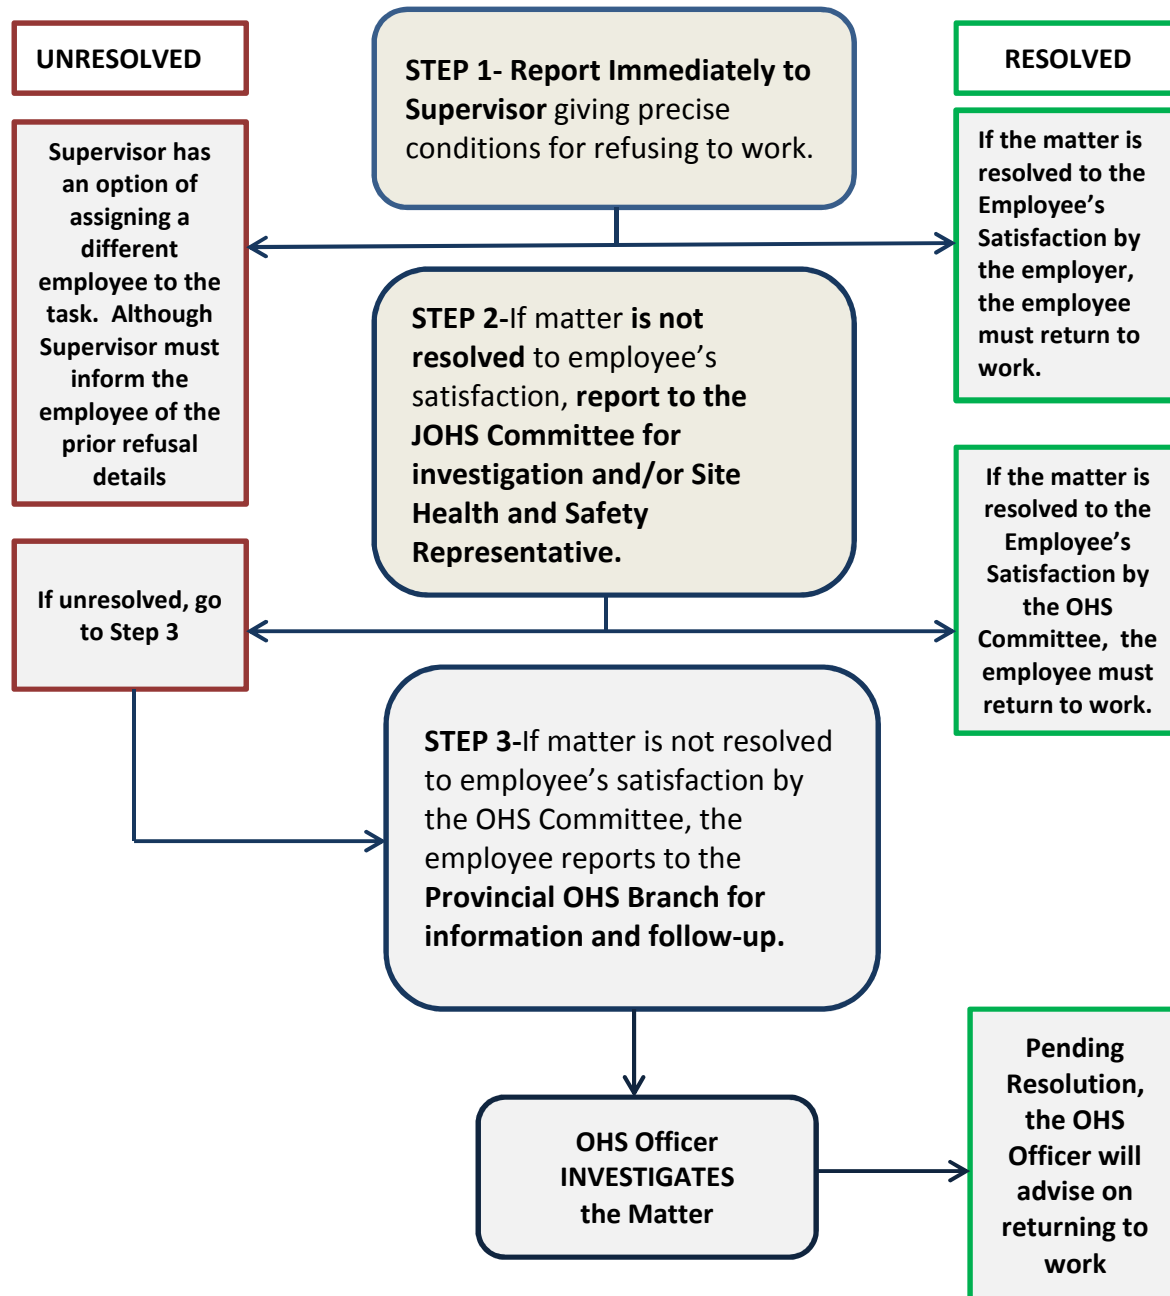 UNRESOLVED
STEP 1- Report Immediately to
Supervisor giving precise
conditions for refusing to work.
RESOLVED
Supervisor has
an option of
assigning a
different
employee to the
task.  Although
Supervisor must
inform the
employee of the
prior refusal
details
If the matter is
resolved to the
Employee’s
Satisfaction by
the employer,
the employee
must return to
work.
STEP 2-If matter is not
resolved to employee’s
satisfaction, report to the
JOHS Committee for
investigation and/or Site
Health and Safety
Representative.
If unresolved, go
to Step 3
If the matter is
resolved to the
Employee’s
Satisfaction by
the OHS
Committee,  the
employee must
return to work.
STEP 3-If matter is not resolved
to employee’s satisfaction by
the OHS Committee, the
employee reports to the
Provincial OHS Branch for
information and follow-up.
OHS Officer
INVESTIGATES
the Matter
Pending
Resolution,
the OHS
Officer will
advise on
returning to
work